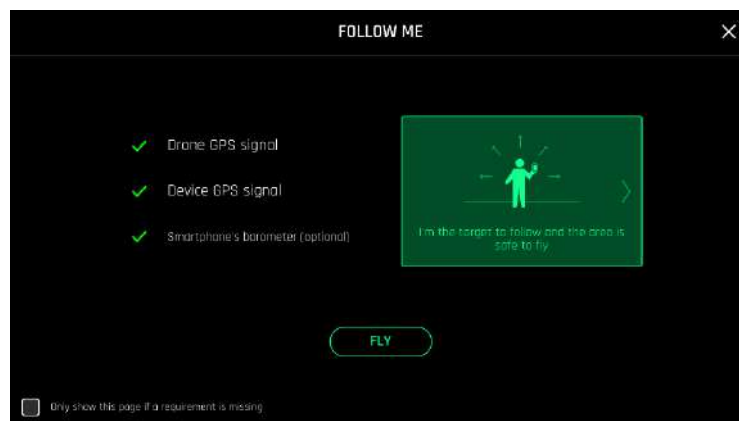 FOLLOW ME
Drone GPS signal
Device GPS signal
Smartphone's barometer (optional)
I'm the target to follow and the area is
safe to fly
FLY
Only show this page if a requirement is missing